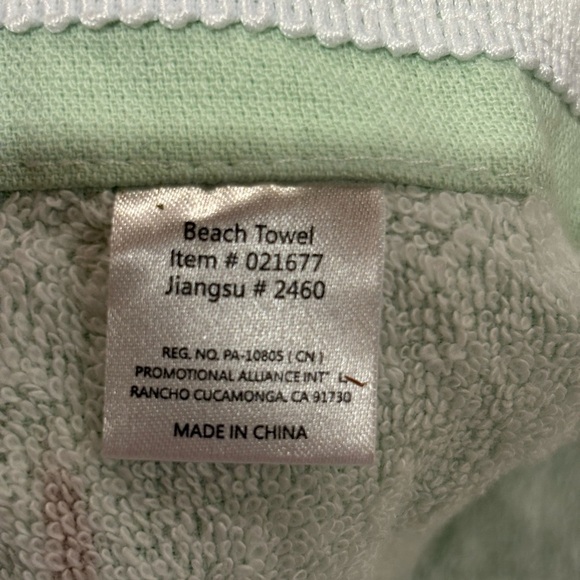 Beach Towel
Item # 021677
Jiangsu # 2460
REG. NO. PA-10805 ( CN )
PROMOTIONAL ALLIANCE INT'
RANCHO CUCAMONGA. CA 91730
MADE IN CHINA